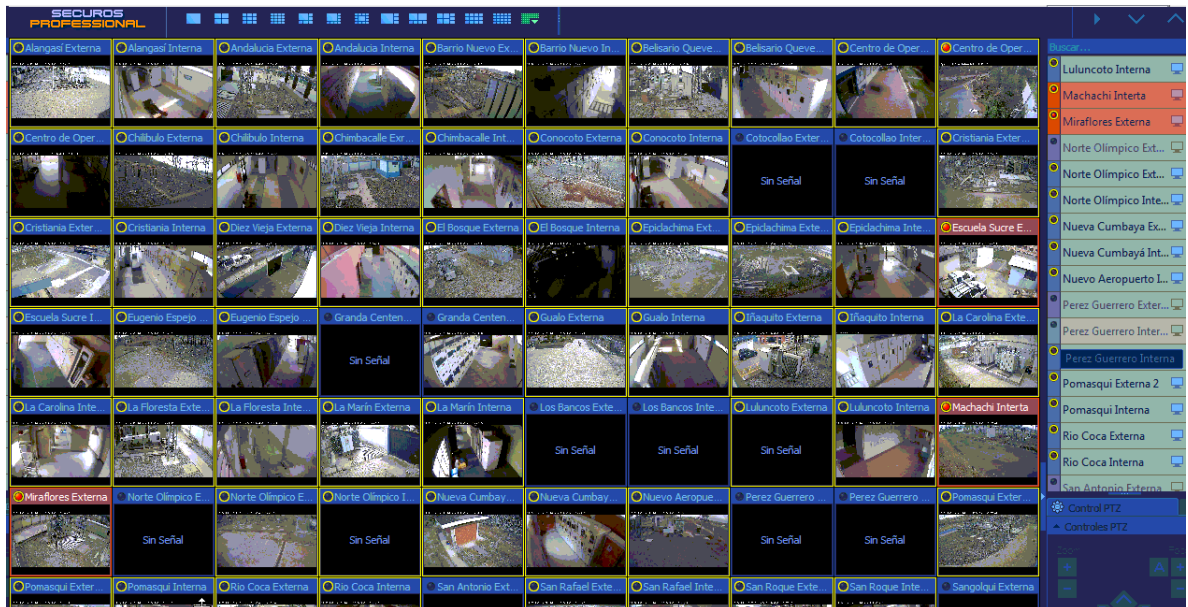 SECUROS
PROFESSIONAL
Alangasí Externa
Alangasí Interna
Andalucia Externa
Andalucia Interna
Barrio Nuevo Ex...
Barrio Nuevo In...
Belisario Queve...
Belisario Queve...
Centro de Oper...
Centro de Oper...
Centro de Oper...
Chilibulo Externa
Chilibulo Interna
Chimbacalle Exr...
Chimbacalle Int...
Conocoto Externa
Conocoto Interna
Cotocollao Exter...
Cotocollao Inter...
Cristiania Exter...
Sin Señal
Sin Señal
Cristiania Exter...
Cristiania Interna
Diez Vieja Externa
Diez Vieja Interna
El Bosque Externa
El Bosque Interna
Epiclachima Ext...
Epiclachima Exte...
Epiclachima Inte...
Escuela Sucre E...
Escuela Sucre I...
Eugenio Espejo ...
Eugenio Espejo ...
Granda Centen...
Granda Centen...
Gualo Externa
Gualo Interna
Iñaquito Externa
Iñaquito Interna
La Carolina Exte...
Sin Señal
La Carolina Inte...
La Floresta Exte...
La Floresta Inte...
La Marín Externa
La Marín Interna
Los Bancos Exte...
Los Bancos Inte...
Luluncoto Externa
Luluncoto Interna
Machachi Interta
Sin Señal
Sin Señal
Sin Señal
Miraflores Externa
Norte Olímpico E...
Norte Olímpico E...
Norte Olímpico I...
Nueva Cumbay...
Nueva Cumbay...
Nuevo Aeropue...
Perez Guerrero ...
Perez Guerrero ...
Pomasqui Exter...
Sin Señal
Sin Señal
Sin Señal
Sin Señal
Pomasqui Exter...
Pomasqui Interna
Rio Coca Externa
Rio Coca Interna
San Antonio Ext...
San Rafael Exte...
San Rafael Inte...
San Roque Exte...
San Roque Inte...
Sangolqui Externa
Buscar...
Luluncoto Interna
Machachi Interta
Miraflores Externa
Norte Olímpico Ext...
Norte Olímpico Ext...
Norte Olímpico Inte...
Nueva Cumbaya Ex...
Nueva Cumbayá Int...
Nuevo Aeropuerto I...
Perez Guerrero Exter...
Perez Guerrero Inter...
Perez Guerrero Interna
Pomasqui Externa 2
Pomasqui Interna
Rio Coca Externa
Rio Coca Interna
San Antonio Externa
Control PTZ
Controles PTZ
Zoom
A